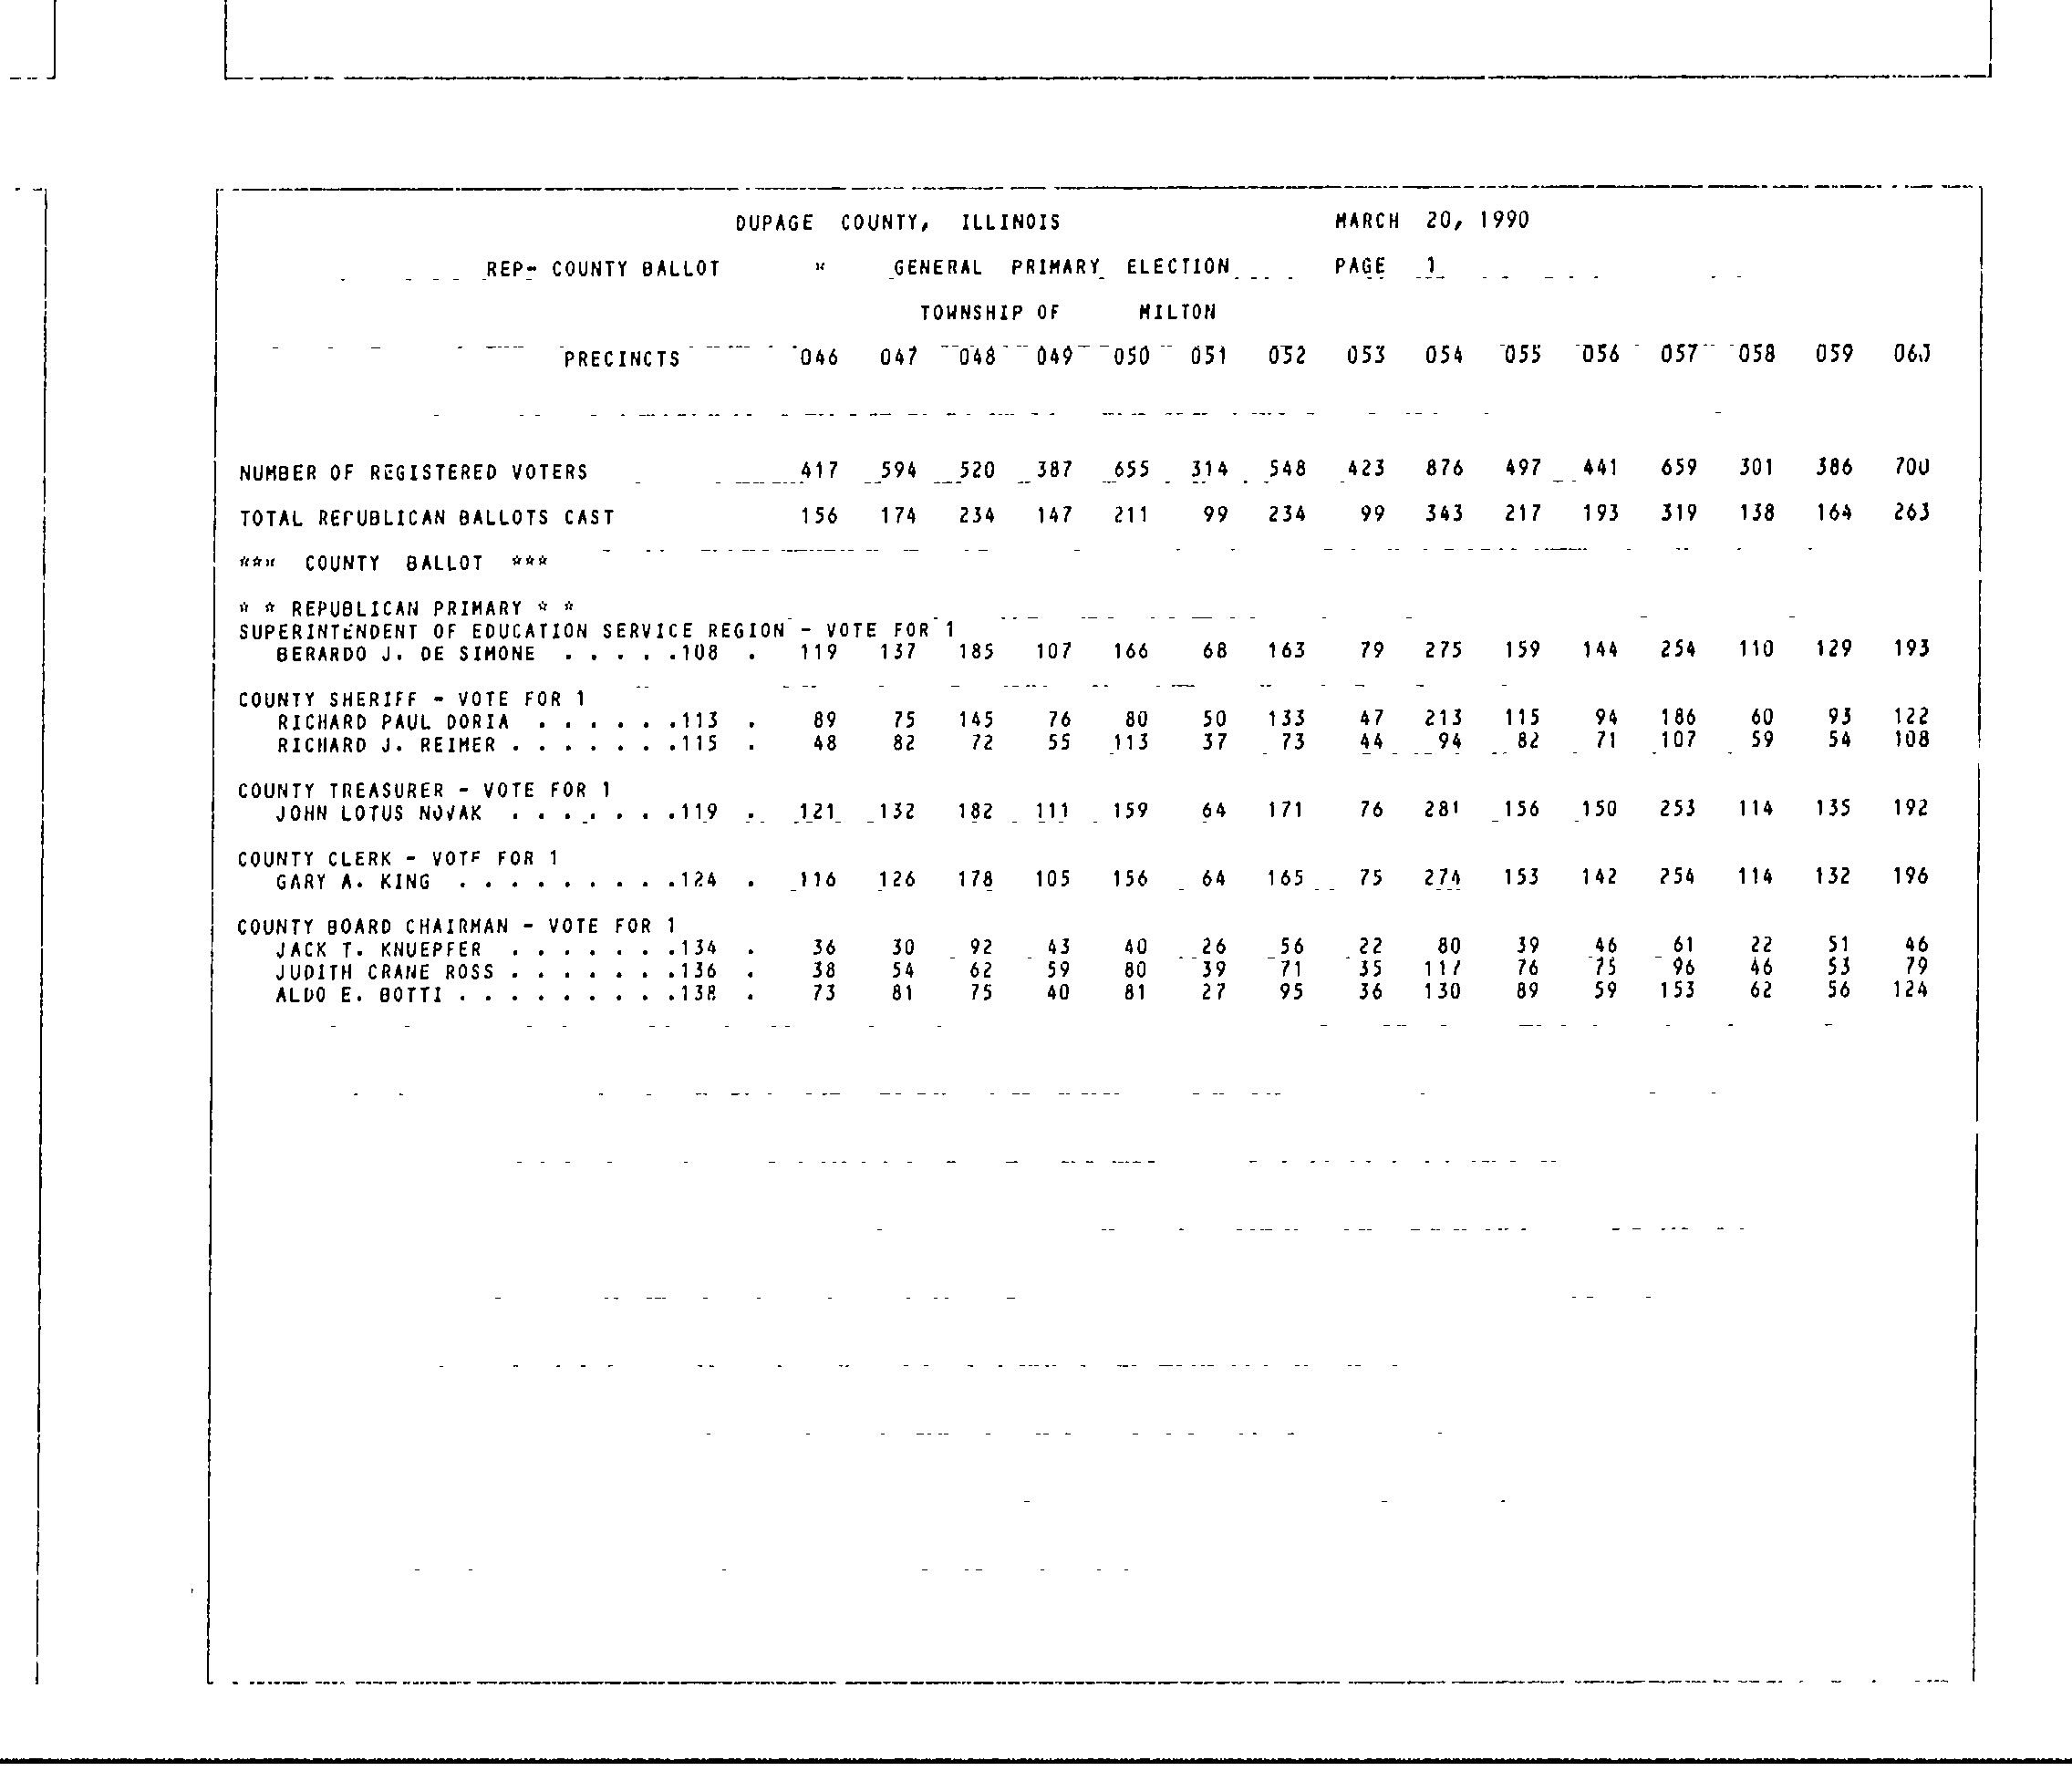 DUPAGE COUNTY, ILLINOIS MARCH 20, 1990
REP- COUNTY BALLOT * GENERAL PRIMARY ELECTION PAGE 1
TOWNSHIP OF MILTON
PRECINCTS 046 047 048 049 050 051 052 053 054 055 056 057 058 059 060
NUMBER OF REGISTERED VOTERS 417 594 520 387 655 314 548 423 876 497 441 659 301 386 700
TOTAL REPUBLICAN BALLOTS CAST 156 174 234 147 211 99 234 99 343 217 193 319 138 164 263
*** COUNTY BALLOT ***
* * REPUBLICAN PRIMARY * *
SUPERINTENDENT OF EDUCATION SERVICE REGION - VOTE FOR 1
BERARDO J. DE SIMONE . . . . .108 . 119 137 185 107 166 68 163 79 275 159 144 254 110 129 193
COUNTY SHERIFF - VOTE FOR 1
RICHARD PAUL DORIA . . . . . .113 . 89 75 145 76 80 50 133 47 213 115 94 186 60 93 122
RICHARD J. REIMER . . . . . . .115 . 48 82 72 55 113 37 73 44 94 82 71 107 59 54 108
COUNTY TREASURER - VOTE FOR 1
JOHN LOTUS NOVAK . . . . . . .119 . 121 132 182 111 159 64 171 76 281 156 150 253 114 135 192
COUNTY CLERK - VOTE FOR 1
GARY A. KING . . . . . . . . .124 . 116 126 178 105 156 64 165 75 274 153 142 254 114 132 196
COUNTY BOARD CHAIRMAN - VOTE FOR 1
JACK T. KNUEPFER . . . . . . .134 . 36 30 92 43 40 26 56 22 80 39 46 61 22 51 46
JUDITH CRANE ROSS . . . . . . .136 . 38 54 62 59 80 39 71 35 117 76 75 96 46 53 79
ALDO E. BOTTI . . . . . . . . .138 . 73 81 75 40 81 27 95 36 130 89 59 153 62 56 124